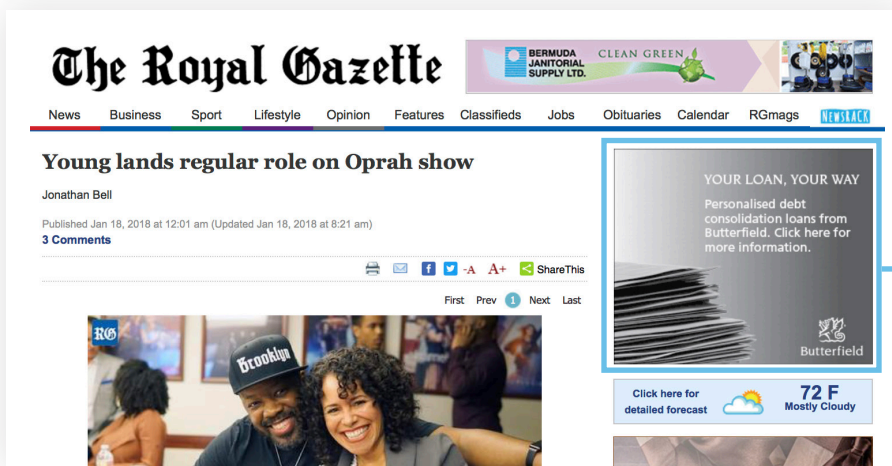 The Royal Gazette
BERMUDA
JANITORIAL
SUPPLY LTD.
CLEAN GREEN
News Business Sport Lifestyle Opinion Features Classifieds Jobs Obituaries Calendar RGmags NEWSRACK
Young lands regular role on Oprah show
Jonathan Bell
Published Jan 18, 2018 at 12:01 am (Updated Jan 18, 2018 at 8:21 am)
3 Comments
-A A+ ShareThis
First Prev 1 Next Last
RG
Brooklyn
YOUR LOAN, YOUR WAY
Personalised debt
consolidation loans from
Butterfield. Click here for
more information.
Butterfield
Click here for
detailed forecast
72 F
Mostly Cloudy